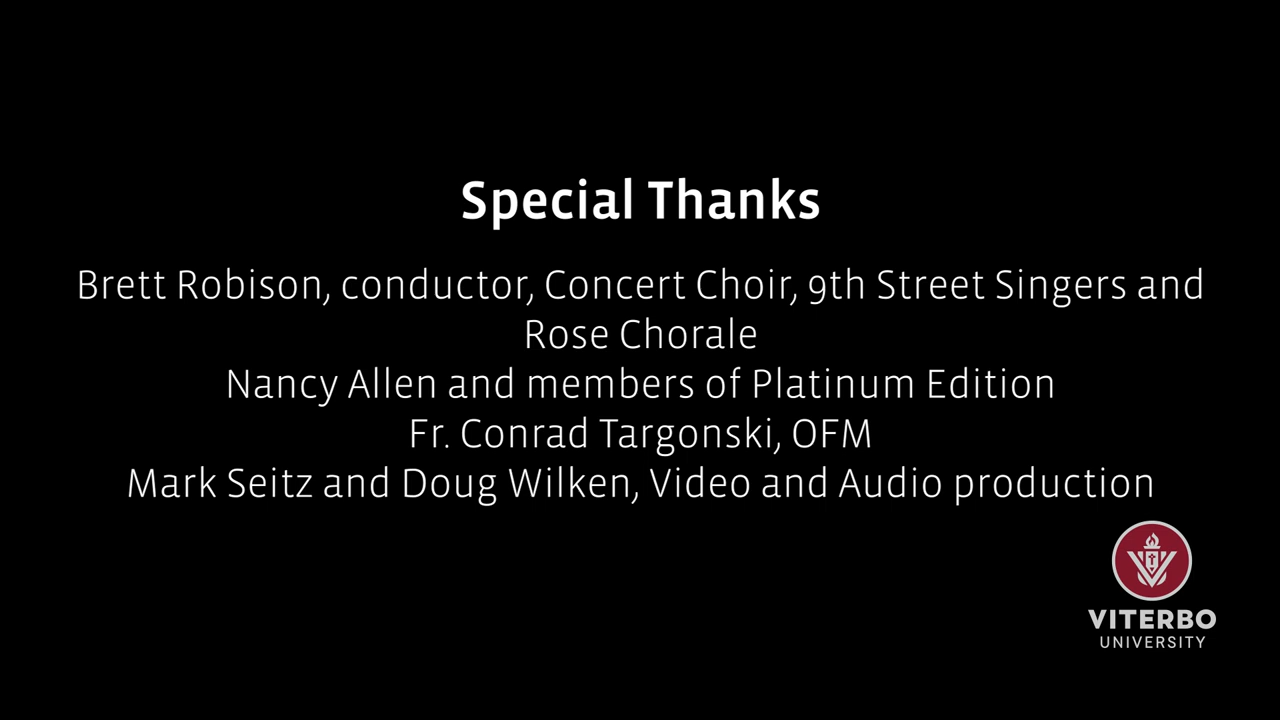 Special Thanks
Brett Robison, conductor, Concert Choir, 9th Street Singers and
Rose Chorale
Nancy Allen and members of Platinum Edition
Fr. Conrad Targonski, OFM
Mark Seitz and Doug Wilken, Video and Audio production
VITERBO
UNIVERSITY